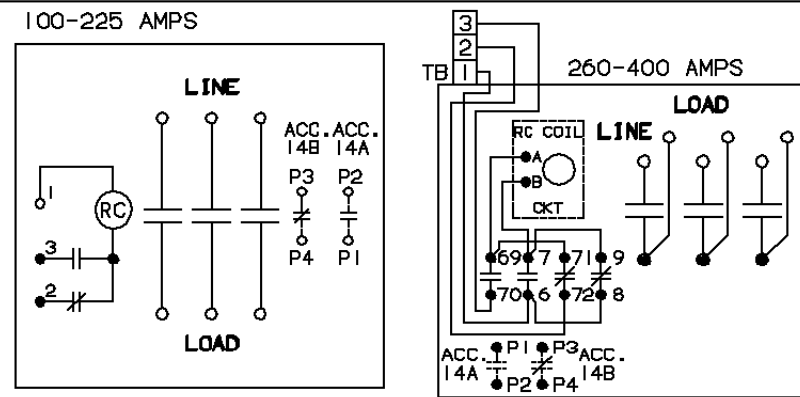 100-225 AMPS
LINE
ACC. ACC.
14B 14A
P3 P2
1
RC
3
P4 P1
2
LOAD
3
2
TB 1
260-400 AMPS
LOAD
RC COIL
LINE
A
B
CKT
69 7 71 9
70 6 72 8
ACC. P1 P3 ACC.
14A 14B
P2 P4